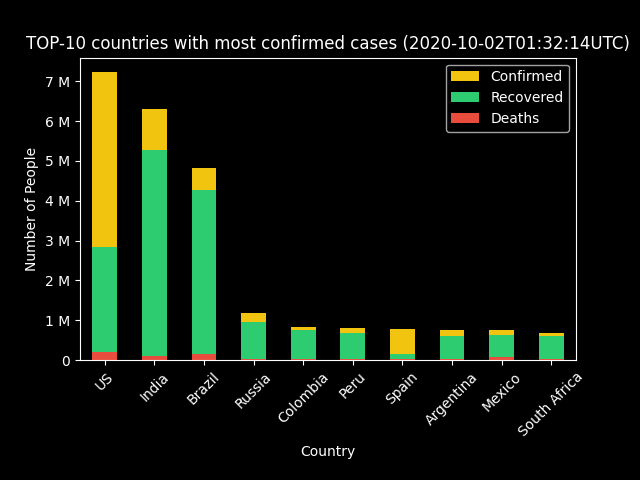 TOP-10 countries with most confirmed cases (2020-10-02T01:32:14UTC)
Confirmed
Recovered
Deaths
Number of People
7 M
6 M
5 M
4 M
3 M
2 M
1 M
0
US
India
Brazil
Russia
Colombia
Peru
Spain
Argentina
Mexico
South Africa
Country